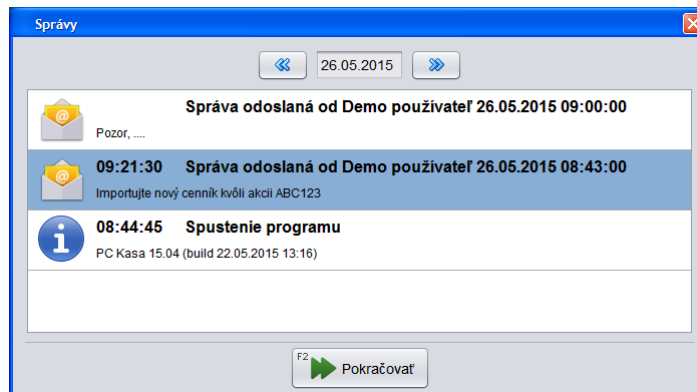 Správy
26.05.2015
Správa odoslaná od Demo používateľ 26.05.2015 09:00:00
Pozor, ....
09:21:30 Správa odoslaná od Demo používateľ 26.05.2015 08:43:00
Importujte nový cenník kvôli akcii ABC123
08:44:45 Spustenie programu
PC Kasa 15.04 (build 22.05.2015 13:16)
F2 Pokračovať